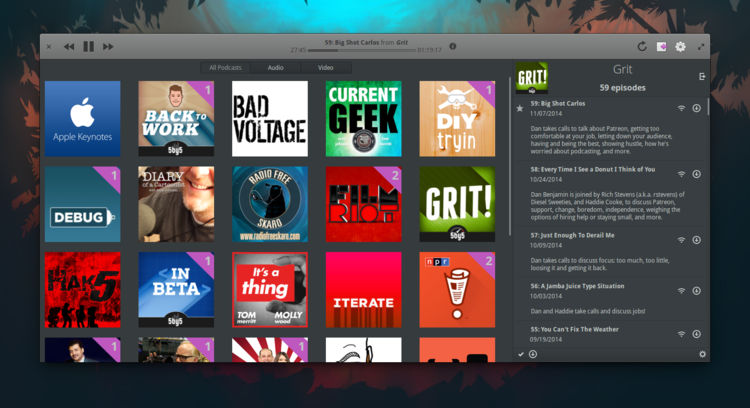 59: Big Shot Carlos from Grit
27:45
01:19:17
All Podcasts
Audio
Video
Apple Keynotes
1
BACK TO
WORK
5by5
BAD
VOLTAGE
CURRENT
GEEK
1
DIY
tryin
1
DEBUG
DIARY
of a Cartoonist
RADIO FREE
SKARO
www.radiofreeskaro.com
2
FILM
RIOT
GRIT!
5by5
HAK5
1
IN
BETA
5by5
It's a
thing
TOM
merritt
MOLLY
wood
ITERATE
npr
2
1
1
1
GRIT!
Grit
59 episodes
59: Big Shot Carlos
11/07/2014
Dan takes calls to talk about Patreon, getting too
comfortable at your job, letting down your audience,
having and being the best, showing hustle, how he's
worried about podcasting, and more.
58: Every Time I See a Donut I Think of You
10/24/2014
Dan Benjamin is joined by Rich Stevens (a.k.a. rstevens) of
Diesel Sweeties, and Haddie Cooke, to discuss Patreon,
support, change, boredom, independence, weighing the
options of hiring help or staying small, and more.
57: Just Enough To Derail Me
10/09/2014
Dan takes calls to discuss focus: too much, too little,
loosing it and getting it back.
56: A Jamba Juice Type Situation
10/03/2014
Dan and Haddie take calls and discuss jobs!
55: You Can't Fix The Weather
09/19/2014